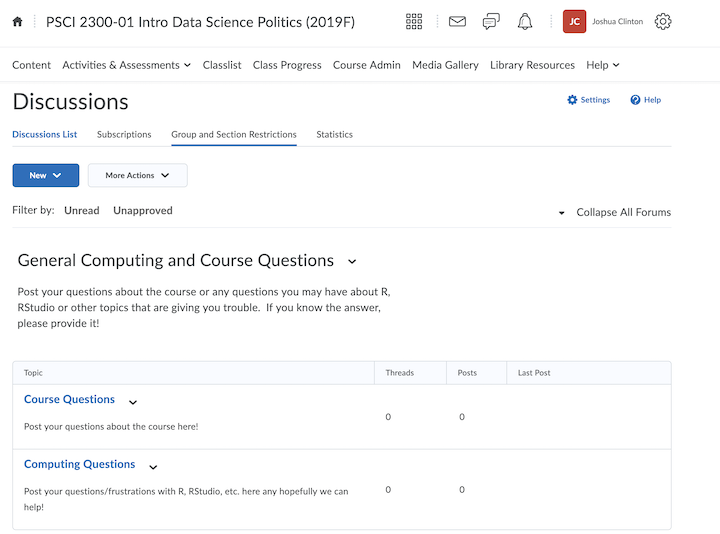 PSCI 2300-01 Intro Data Science Politics (2019F)
JC
Joshua Clinton
Content Activities & Assessments Classlist Class Progress Course Admin Media Gallery Library Resources Help
Discussions
Settings Help
Discussions List Subscriptions Group and Section Restrictions Statistics
New More Actions
Filter by: Unread Unapproved
Collapse All Forums
General Computing and Course Questions
Post your questions about the course or any questions you may have about R,
RStudio or other topics that are giving you trouble. If you know the answer,
please provide it!
Topic Threads Posts Last Post
Course Questions
Post your questions about the course here!
0 0
Computing Questions
Post your questions/frustrations with R, RStudio, etc. here any hopefully we can
help!
0 0